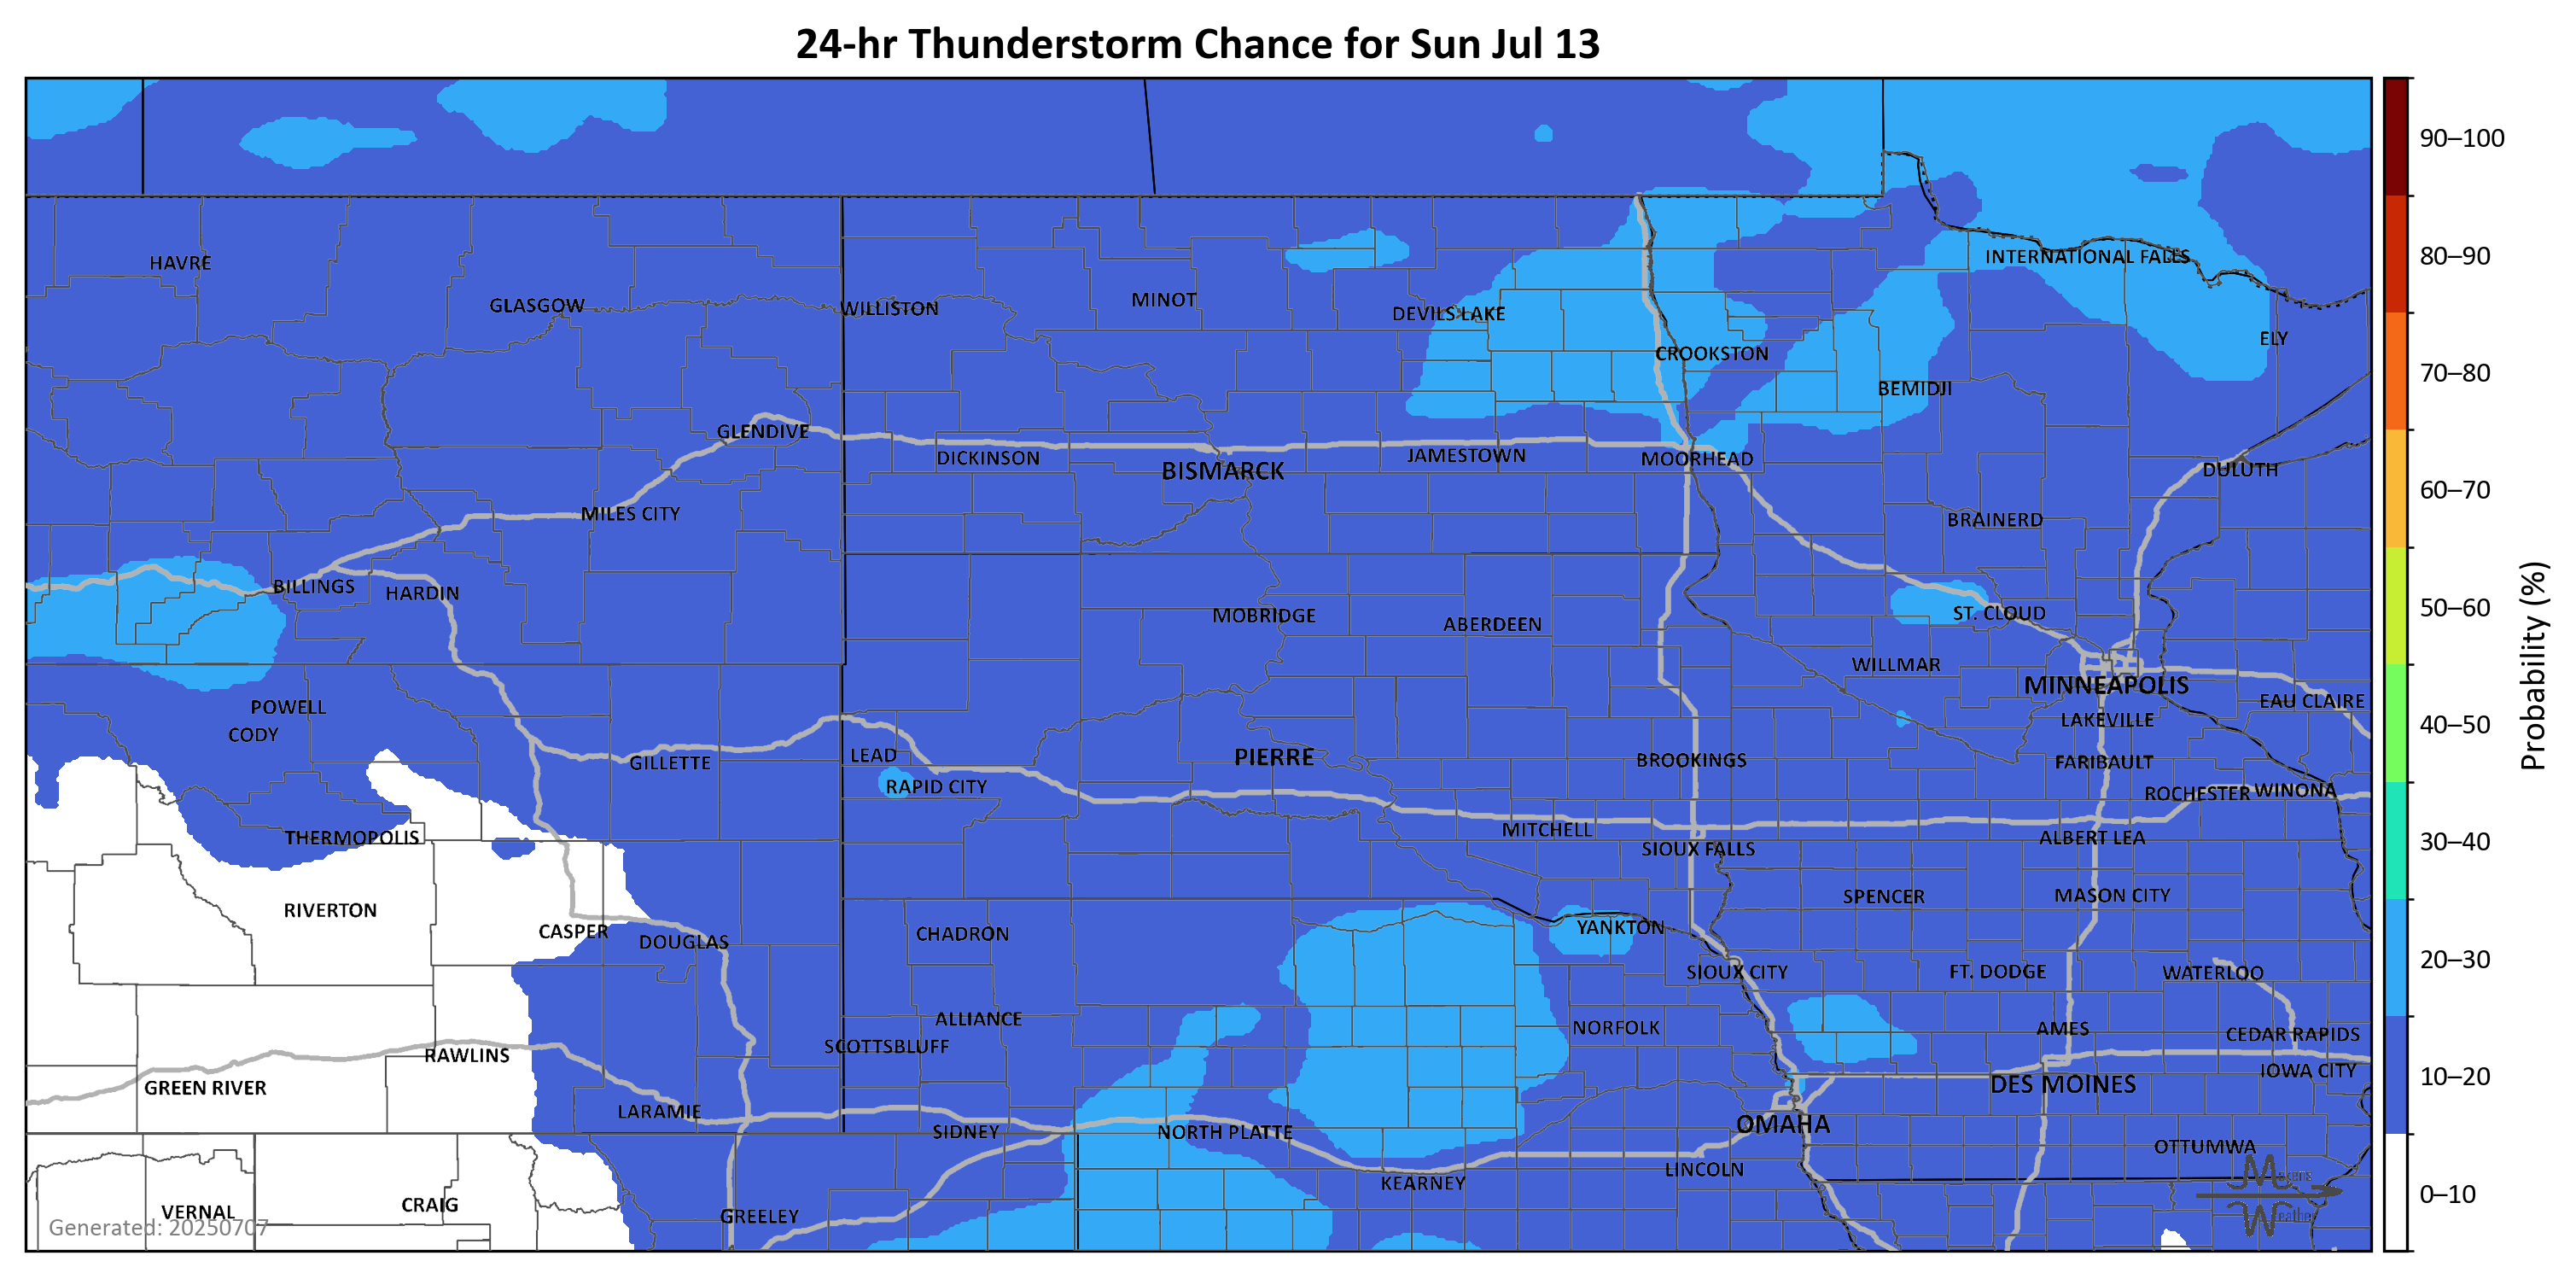 24-hr Thunderstorm Chance for Sun Jul 13
90–100
80–90
70–80
60–70
50–60
40–50
30–40
20–30
10–20
0–10
Probability (%)
HAVRE
INTERNATIONAL FALLS
GLASGOW
WILLISTON
MINOT
DEVILS LAKE
ELY
CROOKSTON
BEMIDJI
GLENDIVE
DICKINSON
BISMARCK
JAMESTOWN
MOORHEAD
DULUTH
MILES CITY
BRAINERD
BILLINGS
HARDIN
MOBRIDGE
ABERDEEN
ST. CLOUD
WILLMAR
MINNEAPOLIS
POWELL
EAU CLAIRE
CODY
LAKEVILLE
LEAD
PIERRE
GILLETTE
BROOKINGS
FARIBAULT
RAPID CITY
ROCHESTER
WINONA
THERMOPOLIS
MITCHELL
ALBERT LEA
SIOUX FALLS
RIVERTON
SPENCER
MASON CITY
CASPER
DOUGLAS
CHADRON
YANKTON
SIOUX CITY
FT. DODGE
WATERLOO
ALLIANCE
NORFOLK
AMES
CEDAR RAPIDS
SCOTTSBLUFF
RAWLINS
IOWA CITY
GREEN RIVER
DES MOINES
LARAMIE
OMAHA
SIDNEY
NORTH PLATTE
OTTUMWA
LINCOLN
KEARNEY
VERNAL
CRAIG
GREELEY
Generated: 20250707
Makens
Weather